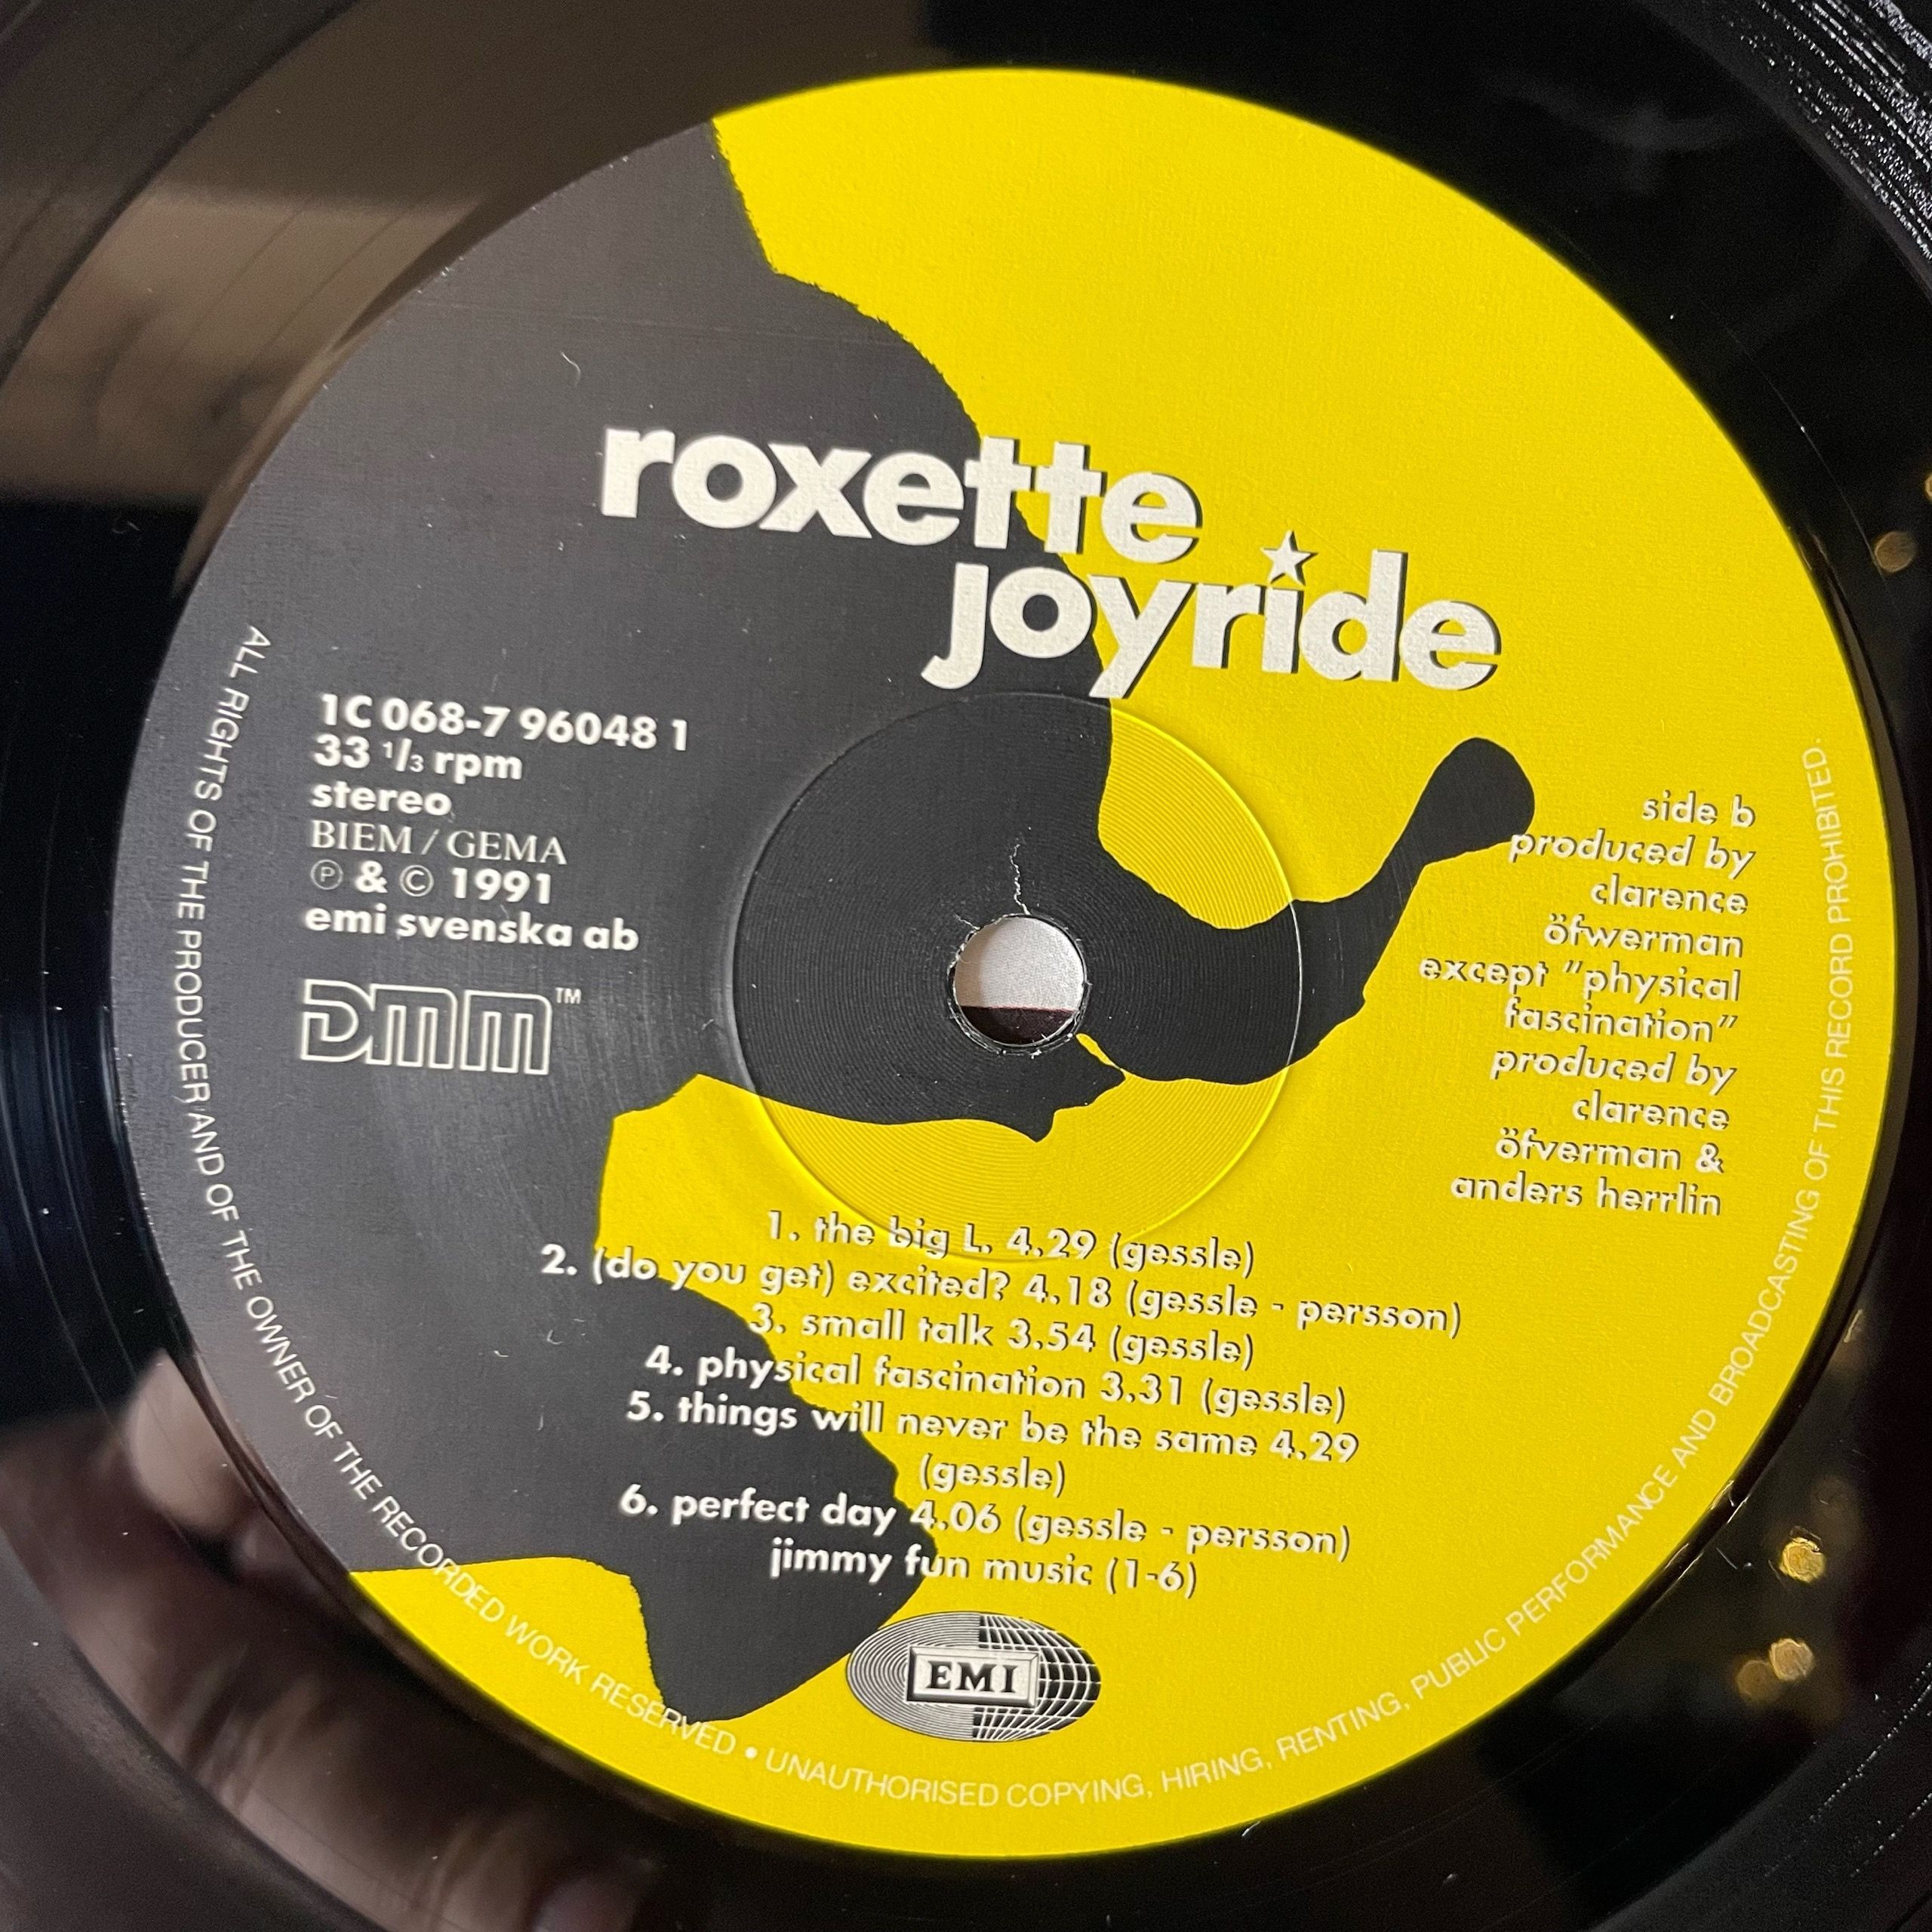 roxette
joyride
1C 068-7 96048 1
33 1/3 rpm
stereo
BIEM / GEMA
℗ & © 1991
emi svenska ab
DMM™
side b
produced by
clarence
öfwerman
except "physical
fascination"
produced by
clarence
öfverman &
anders herrlin
1. the big L. 4.29 (gessle)
2. (do you get) excited? 4.18 (gessle - persson)
3. small talk 3.54 (gessle)
4. physical fascination 3.31 (gessle)
5. things will never be the same 4.29
(gessle)
6. perfect day 4.06 (gessle - persson)
jimmy fun music (1-6)
EMI
ALL RIGHTS OF THE PRODUCER AND OF THE OWNER OF THE RECORDED WORK RESERVED • UNAUTHORISED COPYING, HIRING, RENTING, PUBLIC PERFORMANCE AND BROADCASTING OF THIS RECORD PROHIBITED.